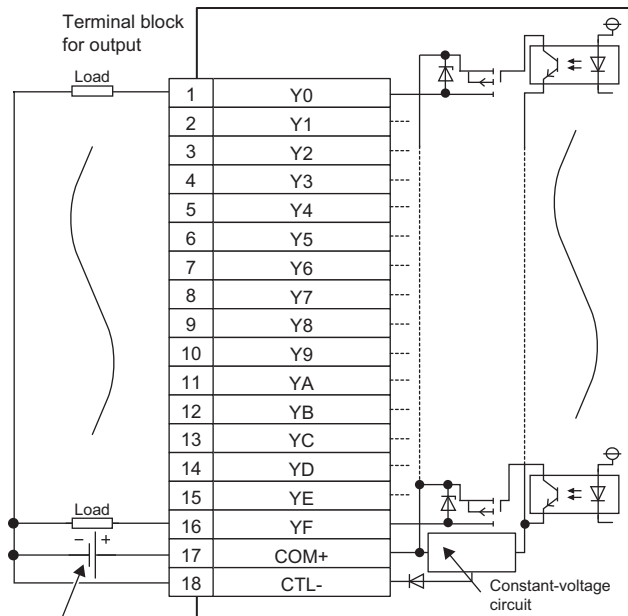 Terminal block
for output
Load
1 Y0
2 Y1
3 Y2
4 Y3
5 Y4
6 Y5
7 Y6
8 Y7
9 Y8
10 Y9
11 YA
12 YB
13 YC
14 YD
15 YE
Load
16 YF
− +
17 COM+
18 CTL-
Constant-voltage
circuit